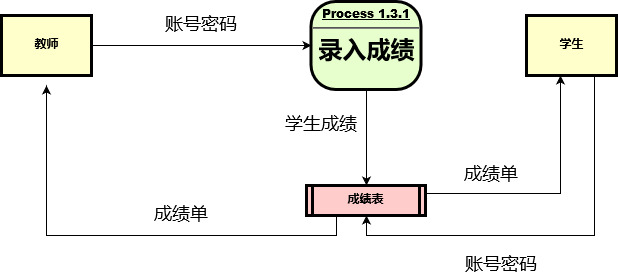 账号密码
Process 1.3.1
教师
录入成绩
学生
学生成绩
成绩单
成绩表
成绩单
账号密码